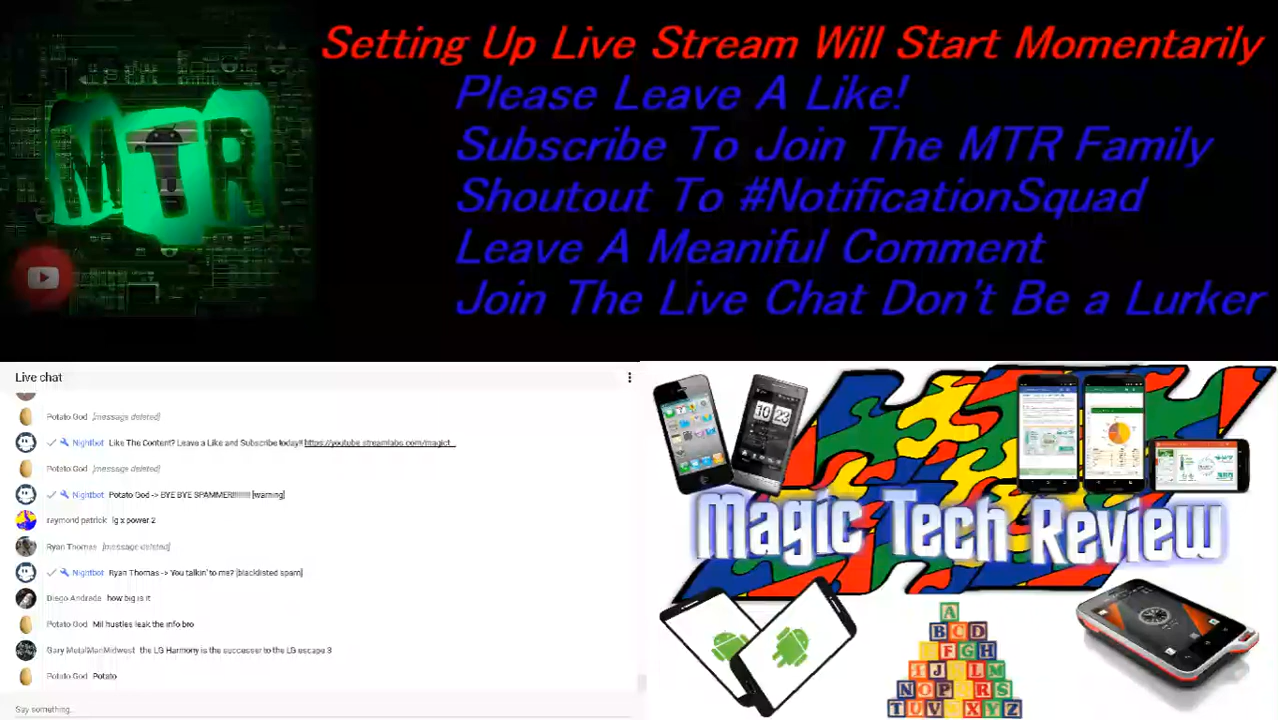 MTR
Setting Up Live Stream Will Start Momentarily
Please Leave A Like!
Subscribe To Join The MTR Family
Shoutout To #NotificationSquad
Leave A Meaniful Comment
Join The Live Chat Don't Be a Lurker
Live chat
Potato God [message deleted]
Nightbot Like The Content? Leave a Like and Subscribe today!! https://youtube.streamlabs.com/magict...
Potato God [message deleted]
Nightbot Potato God -> BYE BYE SPAMMER!!!!!!!!! [warning]
raymond patrick lg x power 2
Ryan Thomas [message deleted]
Nightbot Ryan Thomas -> You talkin' to me? [blacklisted spam]
Diego Andrade how big is it
Potato God Mil hustles leak the info bro
Gary MetalManMidwest the LG Harmony is the successer to the LG escape 3
Potato God Potato
Say something...
10 23
Magic Tech Review
A
B C D
F G H
I J L M
N O P R S
T U V X Y Z